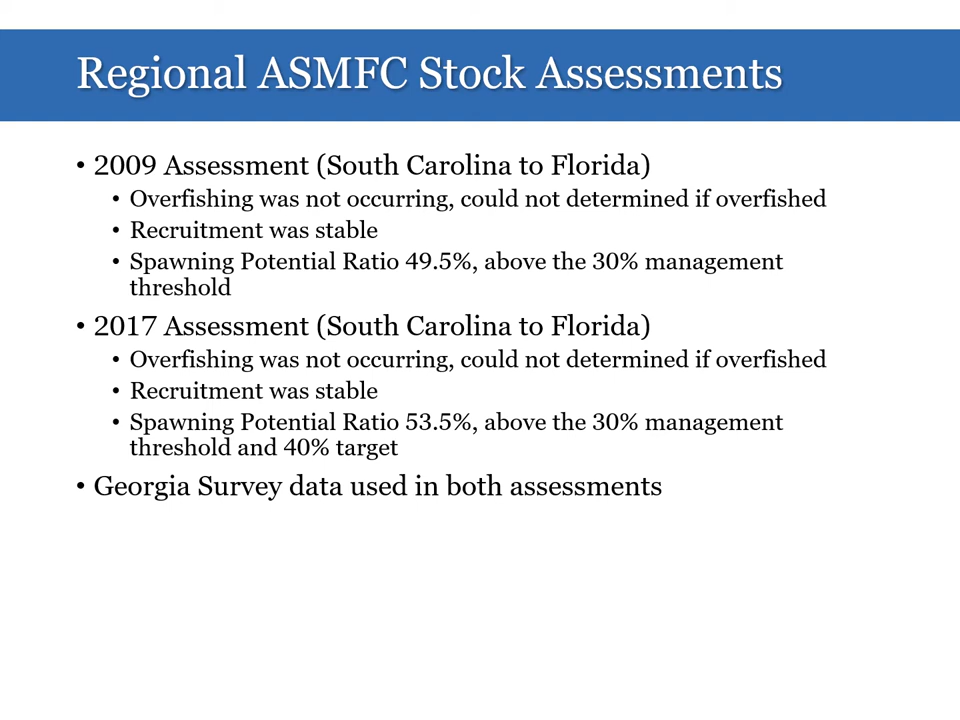 Regional ASMFC Stock Assessments
• 2009 Assessment (South Carolina to Florida)
• Overfishing was not occurring, could not determined if overfished
• Recruitment was stable
• Spawning Potential Ratio 49.5%, above the 30% management
threshold
• 2017 Assessment (South Carolina to Florida)
• Overfishing was not occurring, could not determined if overfished
• Recruitment was stable
• Spawning Potential Ratio 53.5%, above the 30% management
threshold and 40% target
• Georgia Survey data used in both assessments